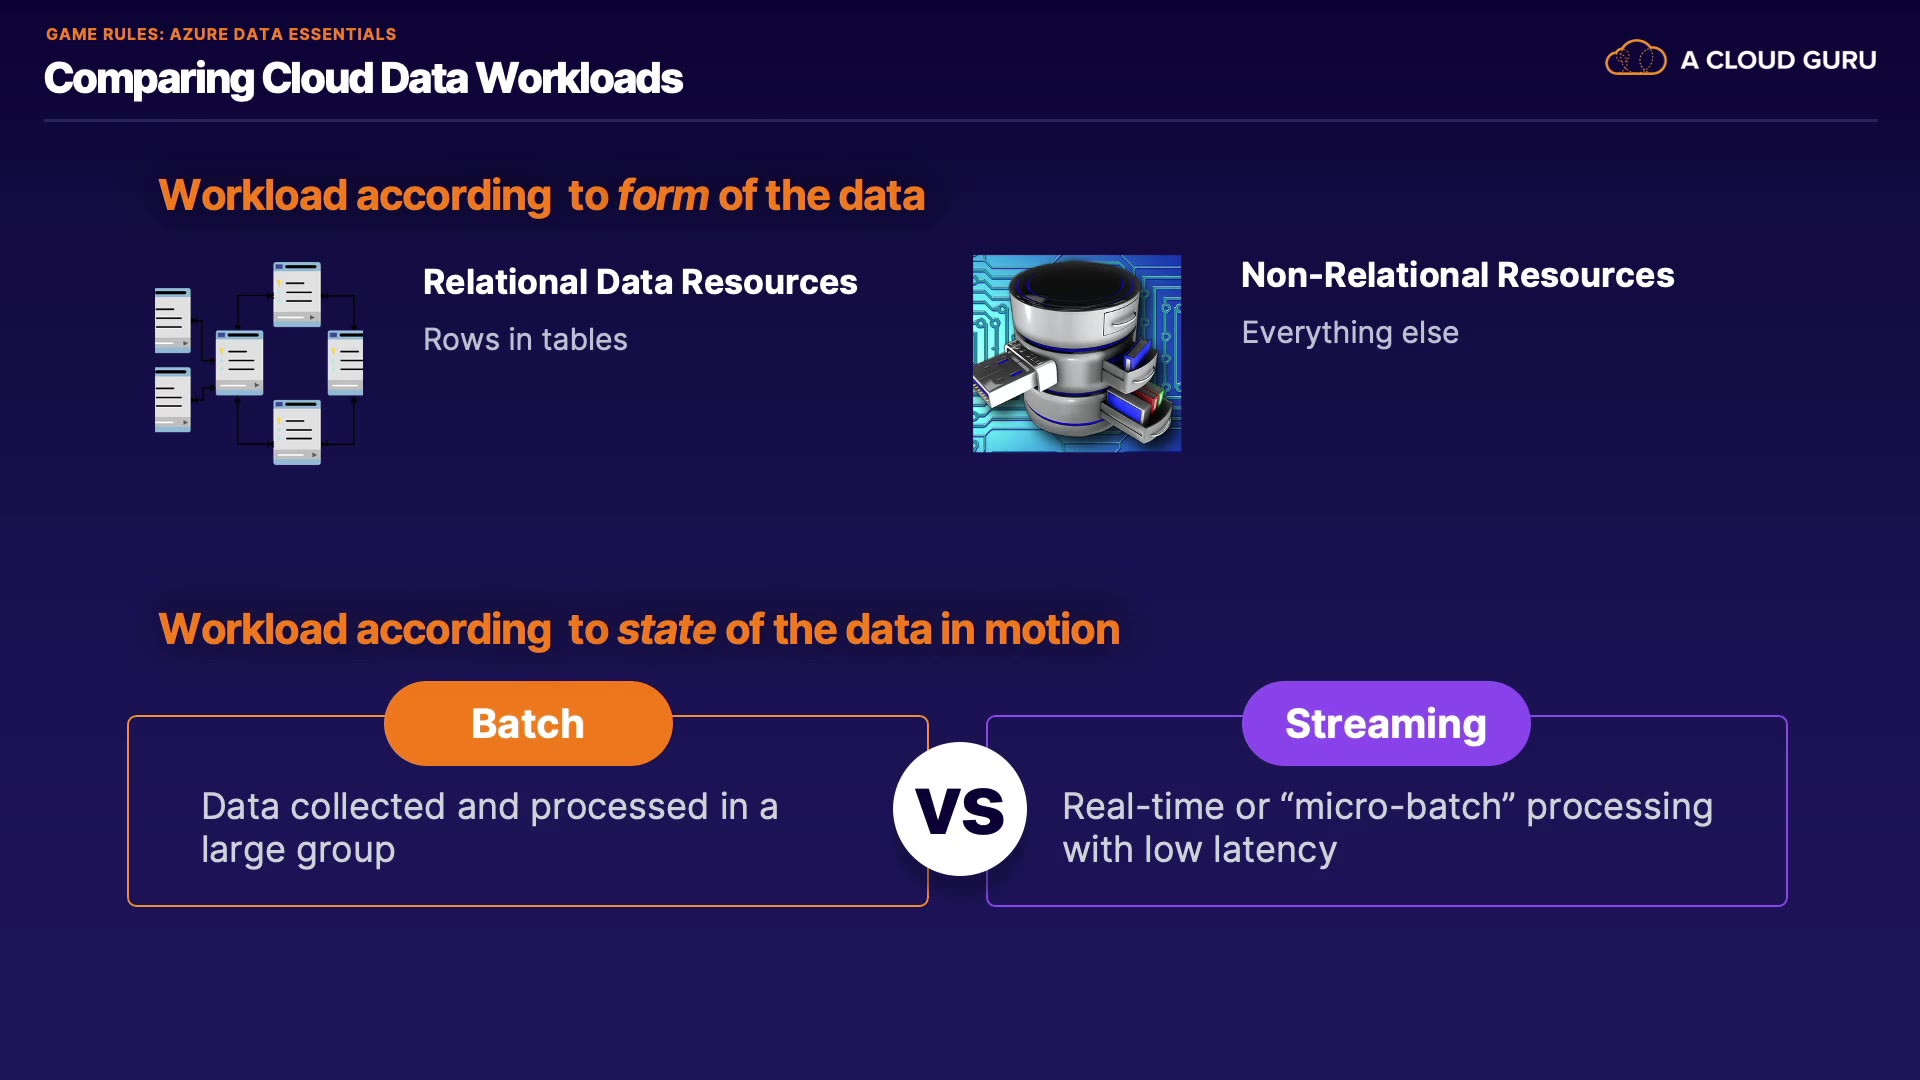 GAME RULES: AZURE DATA ESSENTIALS
Comparing Cloud Data Workloads
A CLOUD GURU
Workload according to form of the data
Relational Data Resources
Rows in tables
Non-Relational Resources
Everything else
Workload according to state of the data in motion
Batch
Data collected and processed in a
large group
VS
Streaming
Real-time or “micro-batch” processing
with low latency